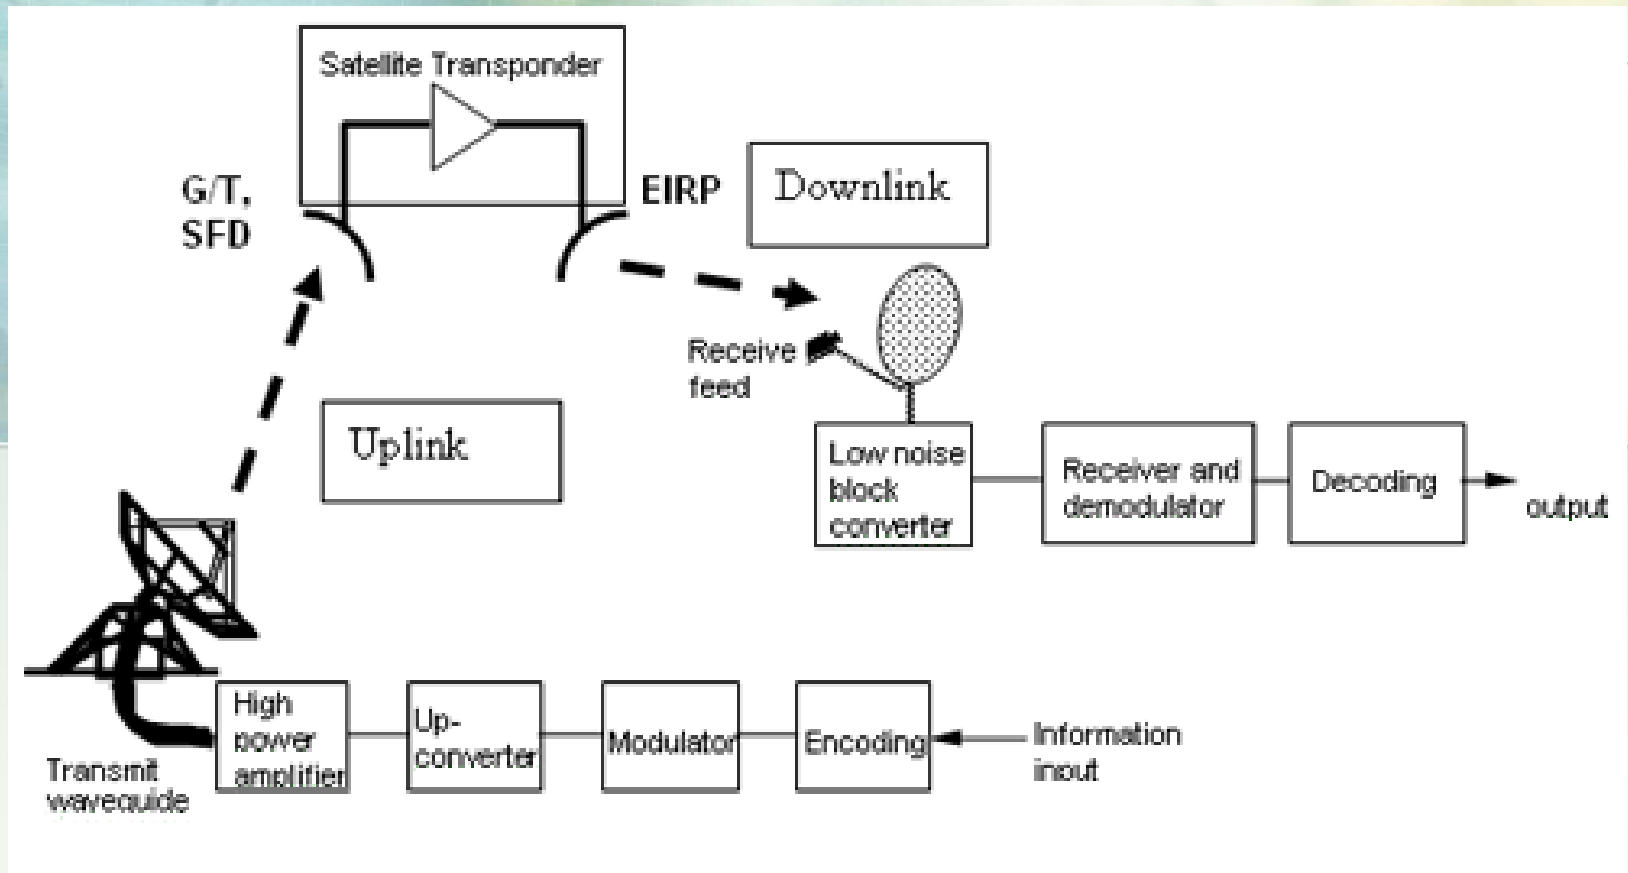 Satellite Transponder
G/T,
SFD
EIRP
Downlink
Receive
feed
Uplink
Low noise
block
converter
Receiver and
demodulator
Decoding
output
High
power
amplifier
Up-
converter
Modulator
Encoding
Information
input
Transmit
waveguide